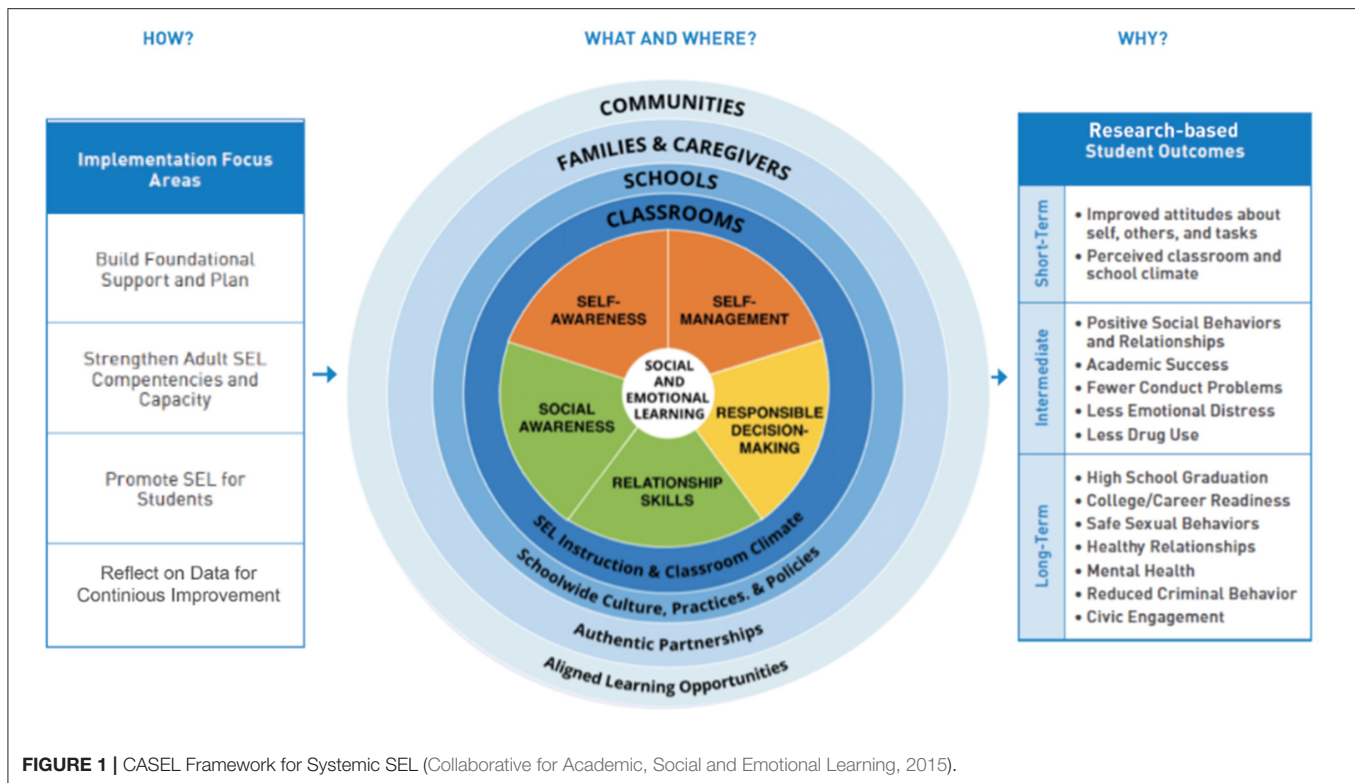 HOW?
WHAT AND WHERE?
WHY?
Implementation Focus
Areas
Build Foundational
Support and Plan
Strengthen Adult SEL
Compentencies and
Capacity
Promote SEL for
Students
Reflect on Data for
Continious Improvement
COMMUNITIES
FAMILIES & CAREGIVERS
SCHOOLS
CLASSROOMS
SELF-
AWARENESS
SELF-
MANAGEMENT
SOCIAL
AND
EMOTIONAL
LEARNING
SOCIAL
AWARENESS
RESPONSIBLE
DECISION-
MAKING
RELATIONSHIP
SKILLS
SEL Instruction & Classroom Climate
Schoolwide Culture, Practices. & Policies
Authentic Partnerships
Aligned Learning Opportunities
Research-based
Student Outcomes
Short-Term
• Improved attitudes about
self, others, and tasks
• Perceived classroom and
school climate
Intermediate
• Positive Social Behaviors
and Relationships
• Academic Success
• Fewer Conduct Problems
• Less Emotional Distress
• Less Drug Use
Long-Term
• High School Graduation
• College/Career Readiness
• Safe Sexual Behaviors
• Healthy Relationships
• Mental Health
• Reduced Criminal Behavior
• Civic Engagement
FIGURE 1 | CASEL Framework for Systemic SEL (Collaborative for Academic, Social and Emotional Learning, 2015).